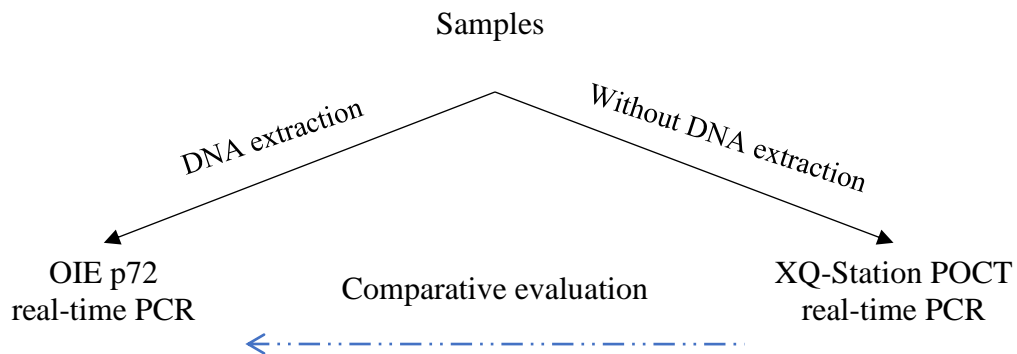 Samples
DNA extraction
Without DNA extraction
OIE p72
real-time PCR
Comparative evaluation
XQ-Station POCT
real-time PCR